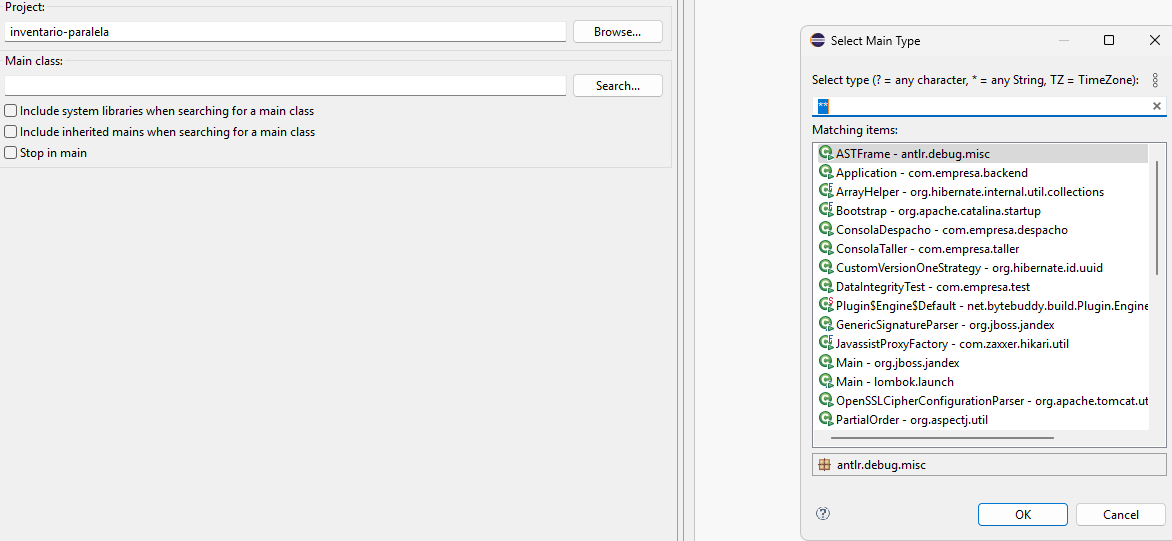 Project:
inventario-paralela
Browse...
Main class:
Search...
Include system libraries when searching for a main class
Include inherited mains when searching for a main class
Stop in main
Select Main Type
Select type (? = any character, * = any String, TZ = TimeZone):
**
Matching items:
ASTFrame - antlr.debug.misc
Application - com.empresa.backend
ArrayHelper - org.hibernate.internal.util.collections
Bootstrap - org.apache.catalina.startup
ConsolaDespacho - com.empresa.despacho
ConsolaTaller - com.empresa.taller
CustomVersionOneStrategy - org.hibernate.id.uuid
DataIntegrityTest - com.empresa.test
Plugin$Engine$Default - net.bytebuddy.build.Plugin.Engine
GenericSignatureParser - org.jboss.jandex
JavassistProxyFactory - com.zaxxer.hikari.util
Main - org.jboss.jandex
Main - lombok.launch
OpenSSLCipherConfigurationParser - org.apache.tomcat.ut
PartialOrder - org.aspectj.util
antlr.debug.misc
OK
Cancel